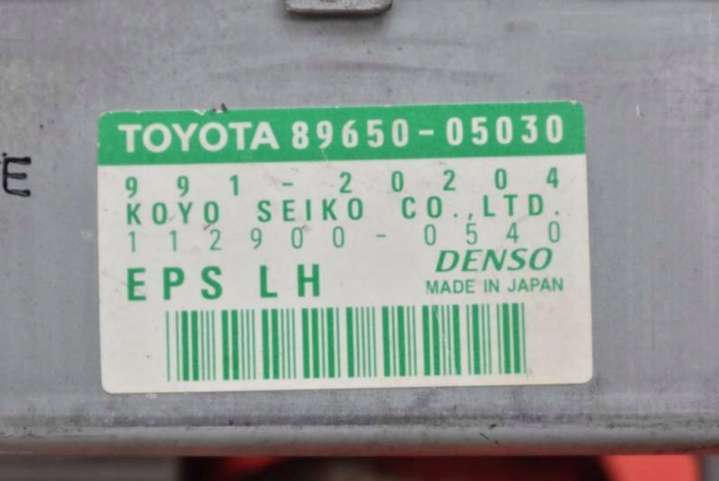 TOYOTA 89650-05030
991-20204
KOYO SEIKO CO.,LTD.
112900-0540
EPS LH
DENSO
MADE IN JAPAN
E